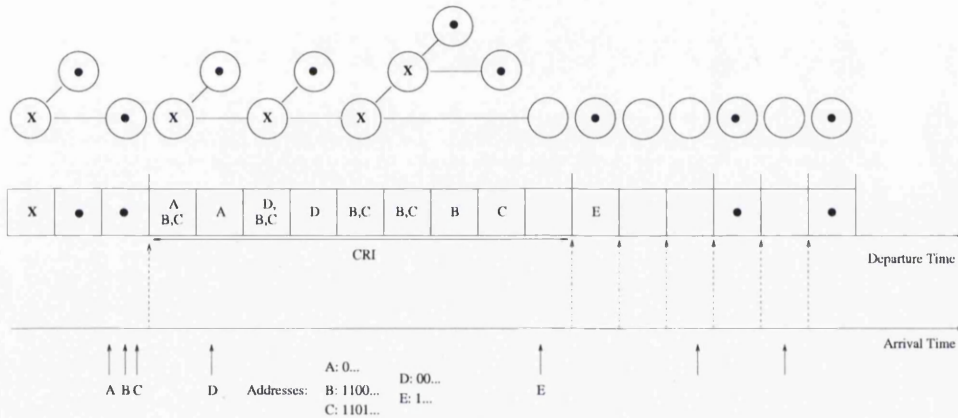 X
X
X
X
X
X
A
B,C
A
D,
B,C
D
B,C
B,C
B
C
E
CRI
Departure Time
Arrival Time
A B C
D
Addresses:
A: 0...
B: 1100...
C: 1101...
D: 00...
E: 1...
E